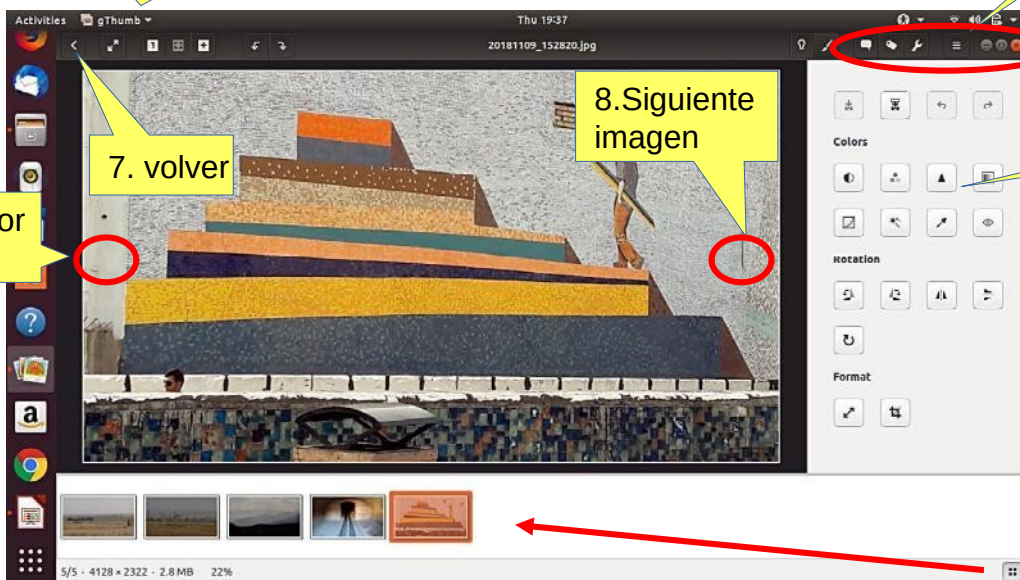 Activities gThumb Thu 19:37
20181109_152820.jpg
7. volver
8.Siguiente
imagen
or
Colors
Rotation
Format
5/5 - 4128 × 2322 - 2.8 MB 22%